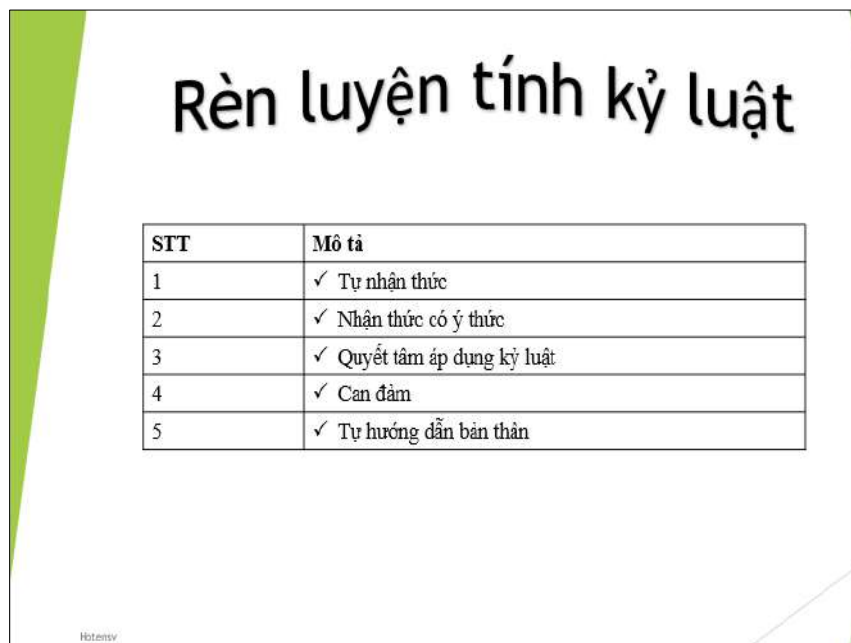 Rèn luyện tính kỷ luật
STT Mô tả
1 ✓ Tự nhận thức
2 ✓ Nhận thức có ý thức
3 ✓ Quyết tâm áp dụng kỷ luật
4 ✓ Can đảm
5 ✓ Tự hướng dẫn bản thân
Hotensv